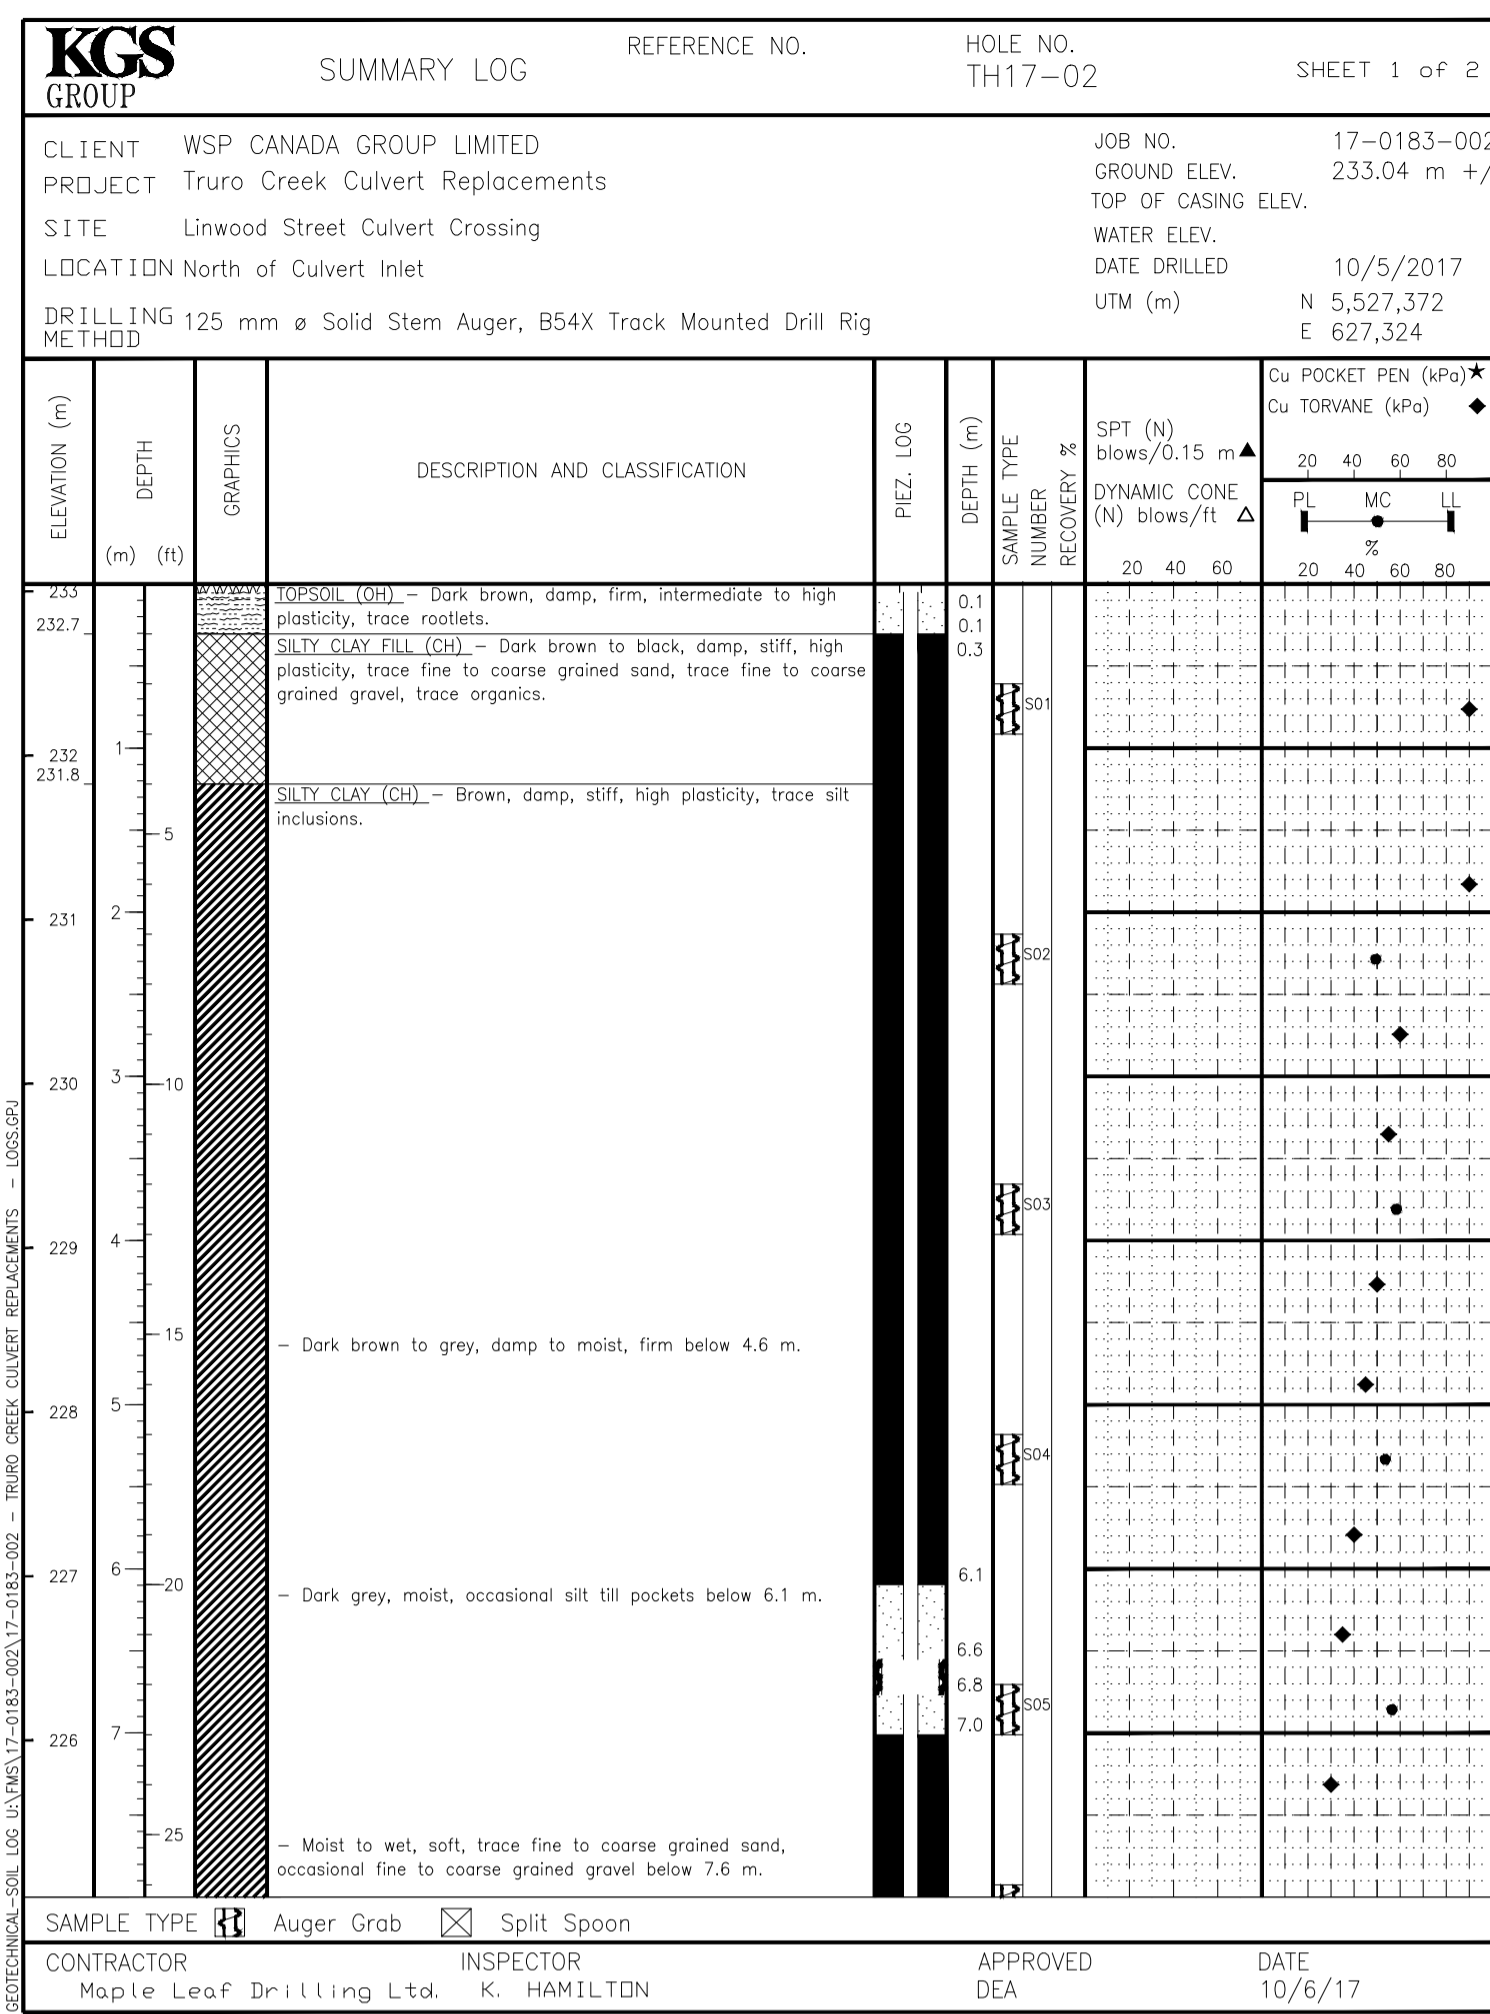 KGS
GROUP
SUMMARY LOG
REFERENCE NO.
HOLE NO.
TH17-02
SHEET 1 of 2
CLIENT WSP CANADA GROUP LIMITED
PROJECT Truro Creek Culvert Replacements
SITE Linwood Street Culvert Crossing
LOCATION North of Culvert Inlet
DRILLING METHOD 125 mm ø Solid Stem Auger, B54X Track Mounted Drill Rig
JOB NO. 17-0183-002
GROUND ELEV. 233.04 m +/
TOP OF CASING ELEV.
WATER ELEV.
DATE DRILLED 10/5/2017
UTM (m) N 5,527,372
E 627,324
ELEVATION (m)
DEPTH
(m) (ft)
GRAPHICS
DESCRIPTION AND CLASSIFICATION
PIEZ. LOG
DEPTH (m)
SAMPLE TYPE
NUMBER
RECOVERY %
SPT (N)
blows/0.15 m ▲
DYNAMIC CONE
(N) blows/ft △
20 40 60
Cu POCKET PEN (kPa) ★
Cu TORVANE (kPa) ◆
20 40 60 80
PL MC LL
%
20 40 60 80
233
TOPSOIL (OH) – Dark brown, damp, firm, intermediate to high
plasticity, trace rootlets.
0.1
0.1
232.7
SILTY CLAY FILL (CH) – Dark brown to black, damp, stiff, high
plasticity, trace fine to coarse grained sand, trace fine to coarse
grained gravel, trace organics.
0.3
S01
232
1
231.8
SILTY CLAY (CH) – Brown, damp, stiff, high plasticity, trace silt
inclusions.
5
231
2
S02
230
3
10
S03
229
4
15
– Dark brown to grey, damp to moist, firm below 4.6 m.
228
5
S04
227
6
6.1
20
– Dark grey, moist, occasional silt till pockets below 6.1 m.
6.6
6.8
S05
7.0
226
7
25
– Moist to wet, soft, trace fine to coarse grained sand,
occasional fine to coarse grained gravel below 7.6 m.
SAMPLE TYPE Auger Grab Split Spoon
CONTRACTOR
Maple Leaf Drilling Ltd.
INSPECTOR
K. HAMILTON
APPROVED
DEA
DATE
10/6/17
GEOTECHNICAL-SOIL LOG U:\FMS\17-0183-002\17-0183-002 - TRURO CREEK CULVERT REPLACEMENTS - LOGS.GPJ